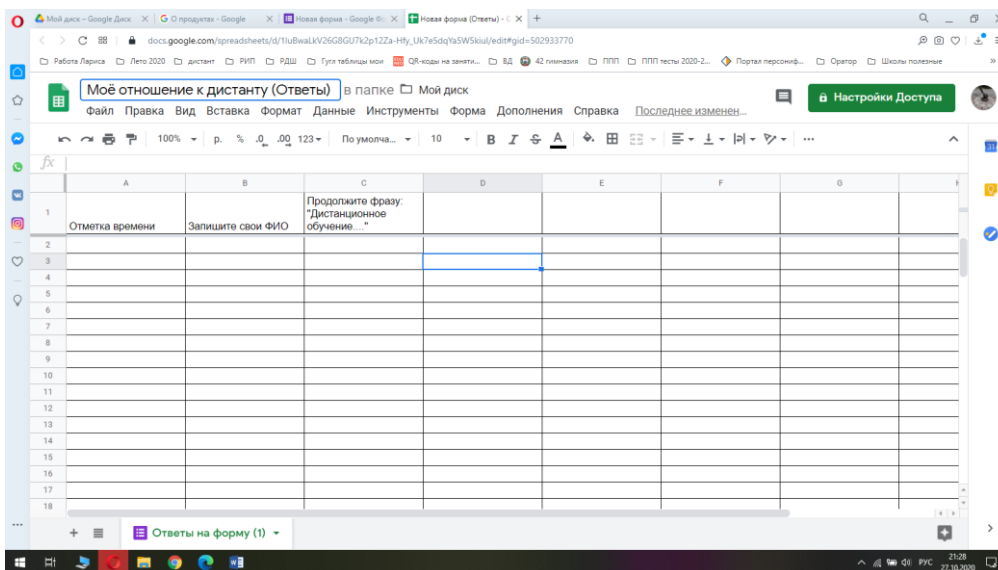 Мой диск – Google Диск
О продуктах - Google
Новая форма - Google Фо
Новая форма (Ответы) - G
docs.google.com/spreadsheets/d/1IuBwaLkV26G8GU7k2p12Za-Hfy_Uk7e5dqYa5W5kiuI/edit#gid=502933770
Работа Лариса Лето 2020 дистант РИП РДШ Гугл таблицы мои QR-коды на заняти... 8Д 42 гимназия ППП ППП тесты 2020-2... Портал персониф... Оратор Школы полезные
Моё отношение к дистанту (Ответы) в папке Мой диск
Файл Правка Вид Вставка Формат Данные Инструменты Форма Дополнения Справка Последнее изменен...
Настройки Доступа
100% р. % .0 .00 123 По умолча... 10 B I S A
fx
A B C D E F G
1 Отметка времени Запишите свои ФИО Продолжите фразу:
"Дистанционное
обучение...."
2
3
4
5
6
7
8
9
10
11
12
13
14
15
16
17
18
Ответы на форму (1)
РУС
21:28
27.10.2020